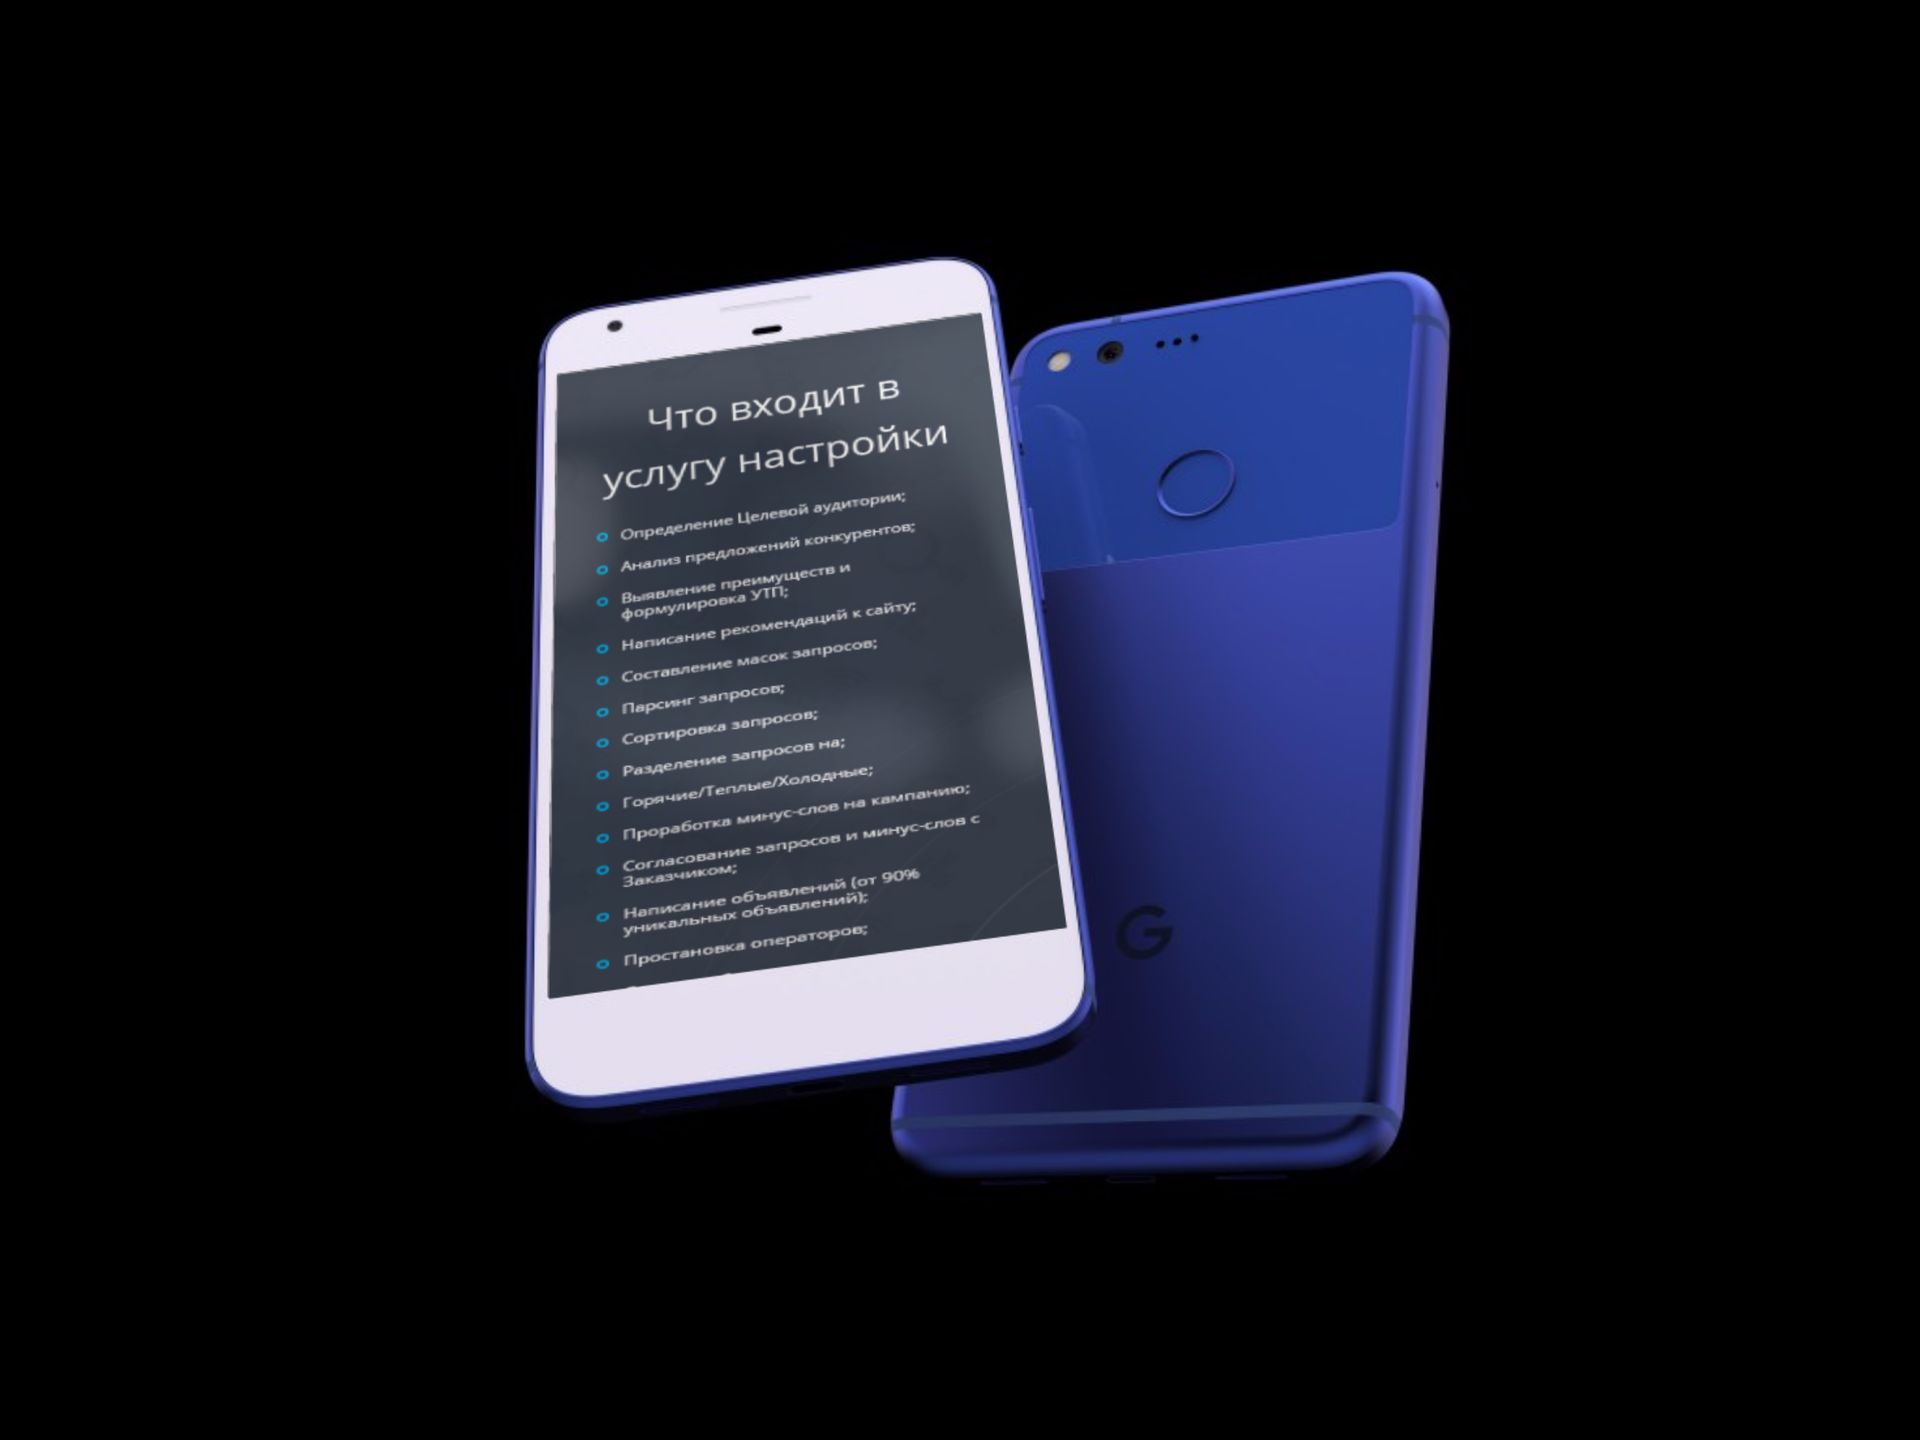 Что входит в
услугу настройки
Определение Целевой аудитории;
Анализ предложений конкурентов;
Выявление преимуществ и
формулировка УТП;
Написание рекомендаций к сайту;
Составление масок запросов;
Парсинг запросов;
Сортировка запросов;
Разделение запросов на;
Горячие/Теплые/Холодные;
Проработка минус-слов на кампанию;
Согласование запросов и минус-слов с
Заказчиком;
Написание объявлений (от 90%
уникальных объявлений);
Простановка операторов;
G